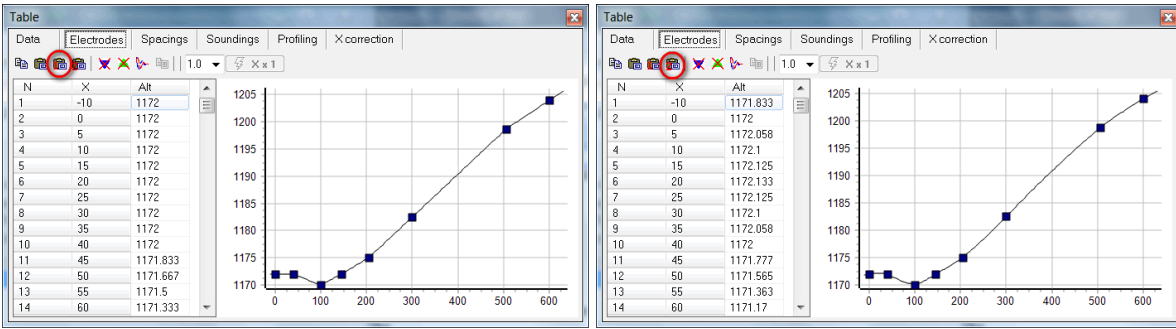 Table
Data Electrodes Spacings Soundings Profiling X correction
1.0 X x 1
N X Alt
1 -10 1172
2 0 1172
3 5 1172
4 10 1172
5 15 1172
6 20 1172
7 25 1172
8 30 1172
9 35 1172
10 40 1172
11 45 1171.833
12 50 1171.667
13 55 1171.5
14 60 1171.333
1205
1200
1195
1190
1185
1180
1175
1170
0 100 200 300 400 500 600
Table
Data Electrodes Spacings Soundings Profiling X correction
1.0 X x 1
N X Alt
1 -10 1171.833
2 0 1172
3 5 1172.058
4 10 1172.1
5 15 1172.125
6 20 1172.133
7 25 1172.125
8 30 1172.1
9 35 1172.058
10 40 1172
11 45 1171.777
12 50 1171.565
13 55 1171.363
14 60 1171.17
1205
1200
1195
1190
1185
1180
1175
1170
0 100 200 300 400 500 600